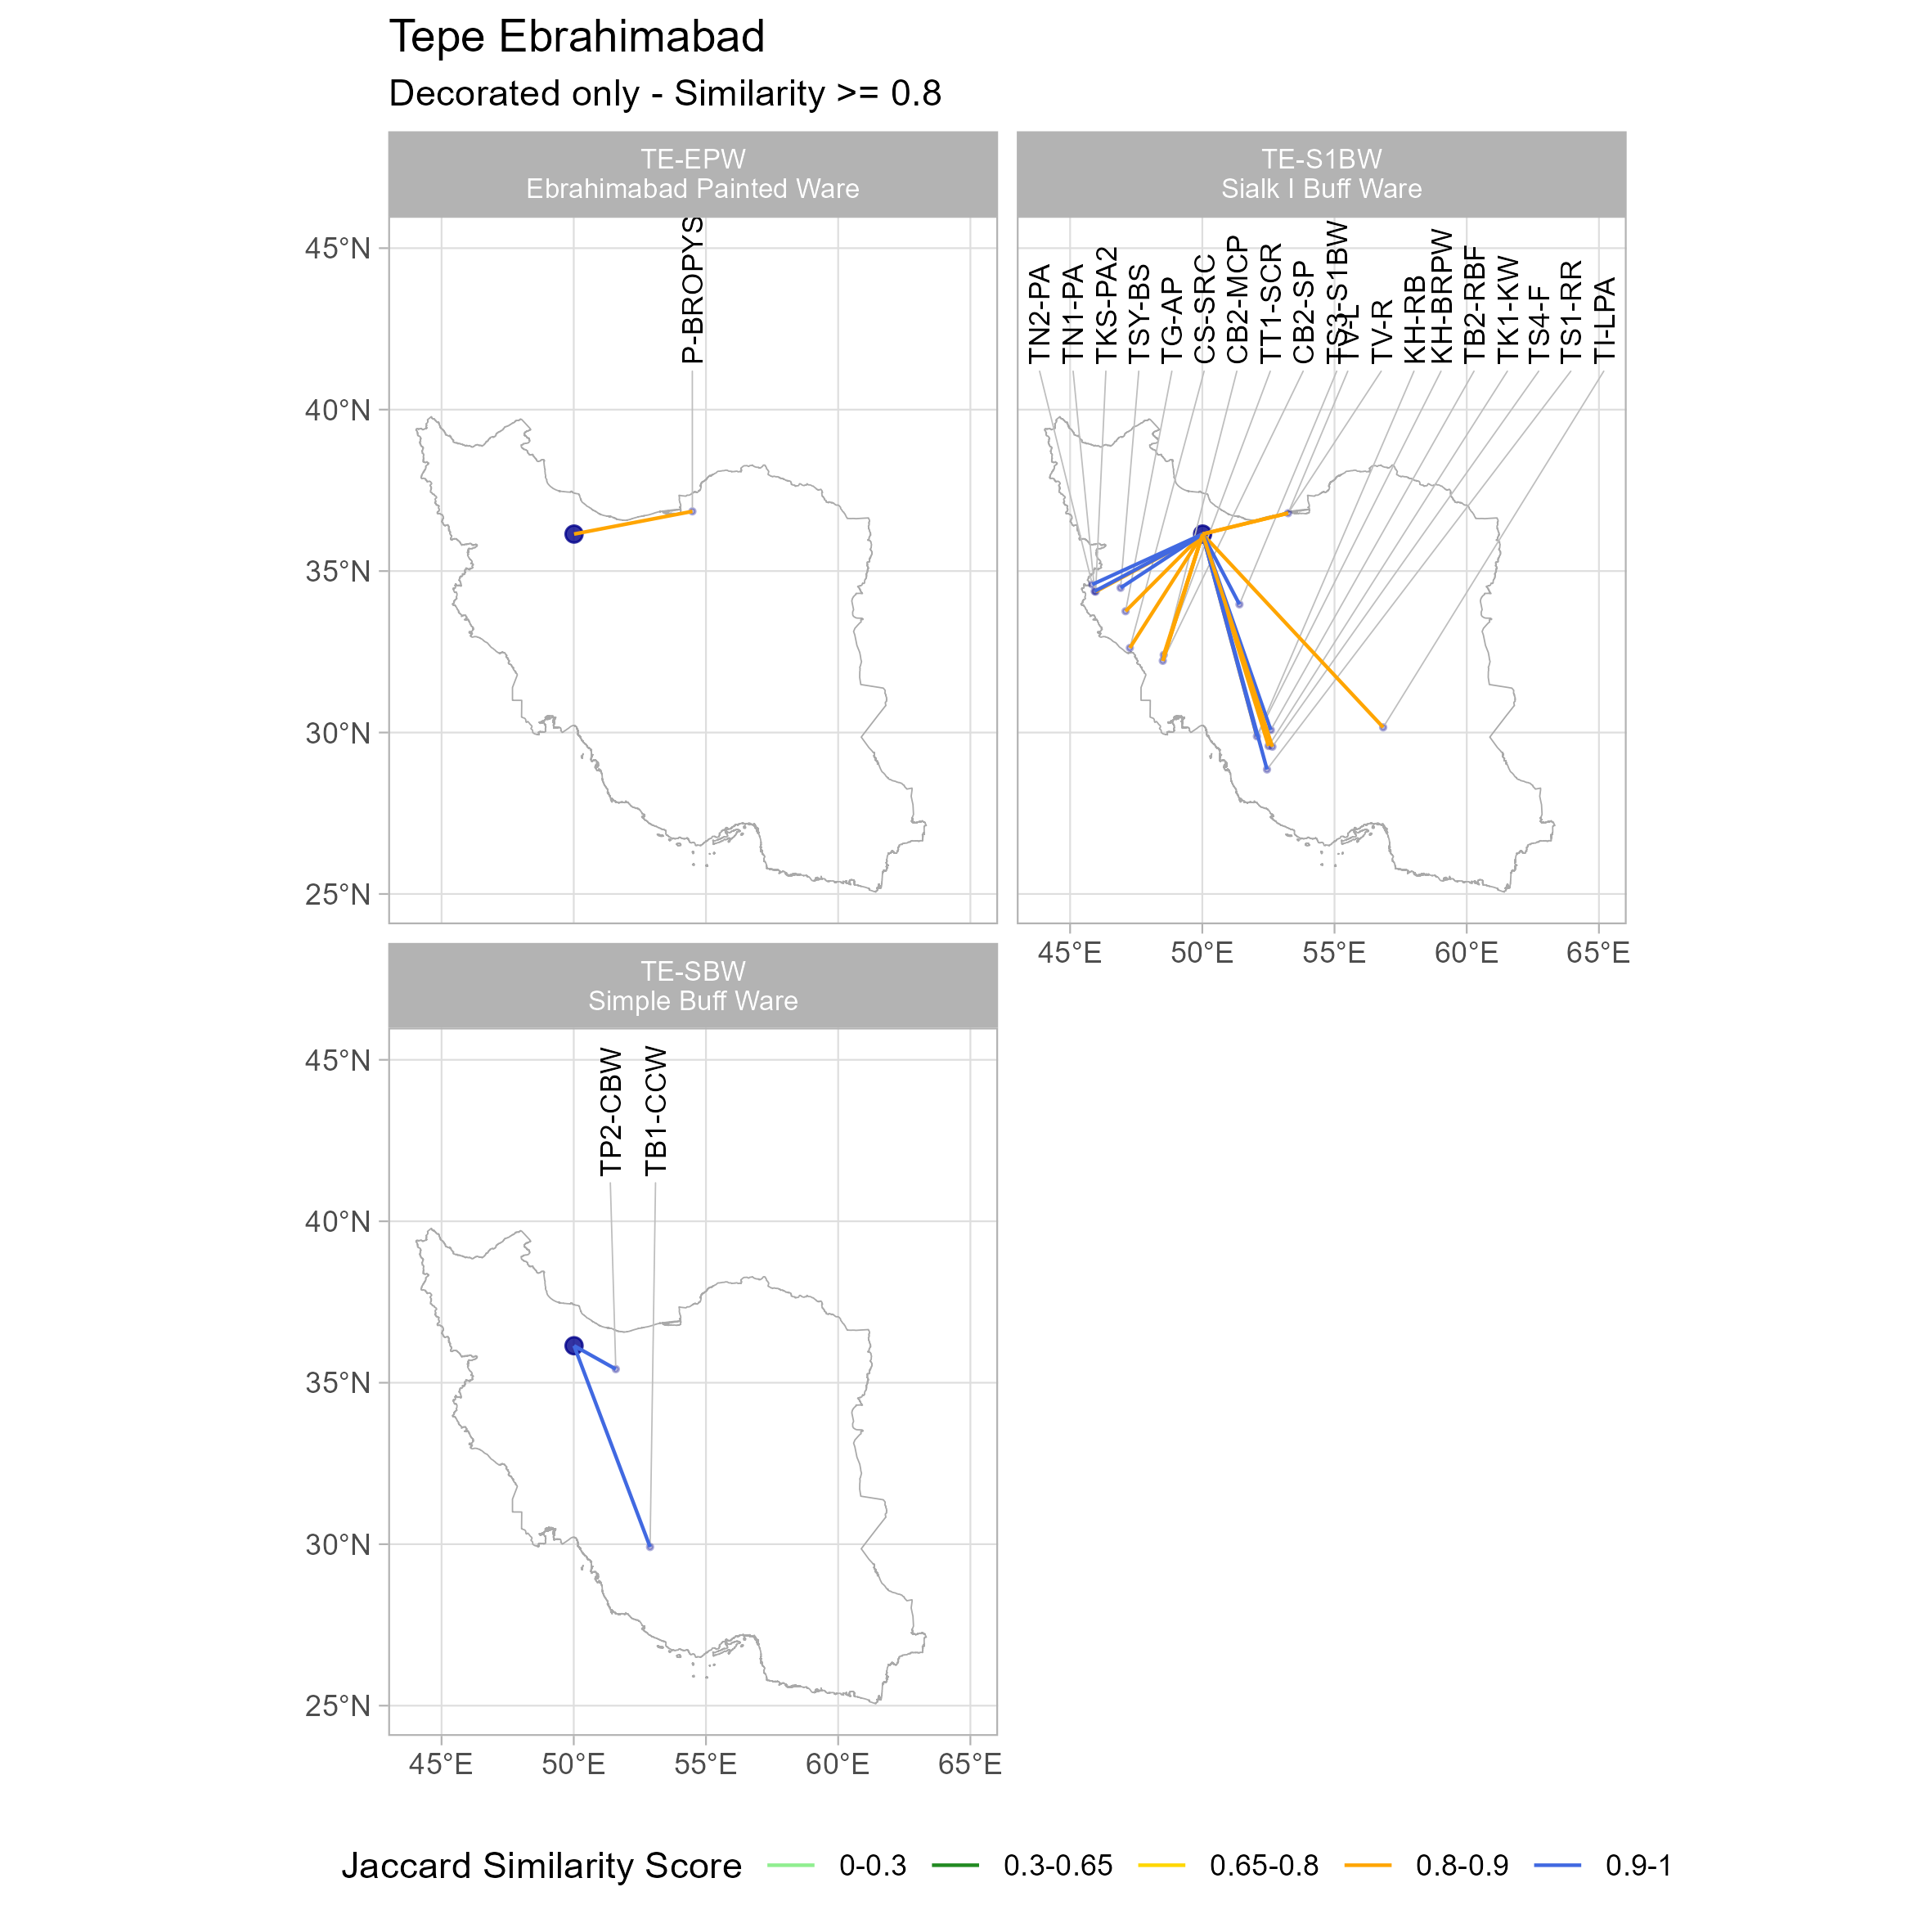 Tepe Ebrahimabad
Decorated only - Similarity >= 0.8
TE-EPW
Ebrahimabad Painted Ware
P-BROPYS
45°N
40°N
35°N
30°N
25°N
TE-S1BW
Sialk I Buff Ware
TN2-PA
TN1-PA
TKS-PA2
TSY-BS
TG-AP
CS-SRC
CB2-MCP
TT1-SCR
CB2-SP
TS3-S1BW
TV-L
TV-R
KH-RB
KH-BRPW
TB2-RBF
TK1-KW
TS4-F
TS1-RR
TI-LPA
45°E 50°E 55°E 60°E 65°E
TE-SBW
Simple Buff Ware
TP2-CBW
TB1-CCW
45°N
40°N
35°N
30°N
25°N
45°E 50°E 55°E 60°E 65°E
Jaccard Similarity Score 0-0.3 0.3-0.65 0.65-0.8 0.8-0.9 0.9-1